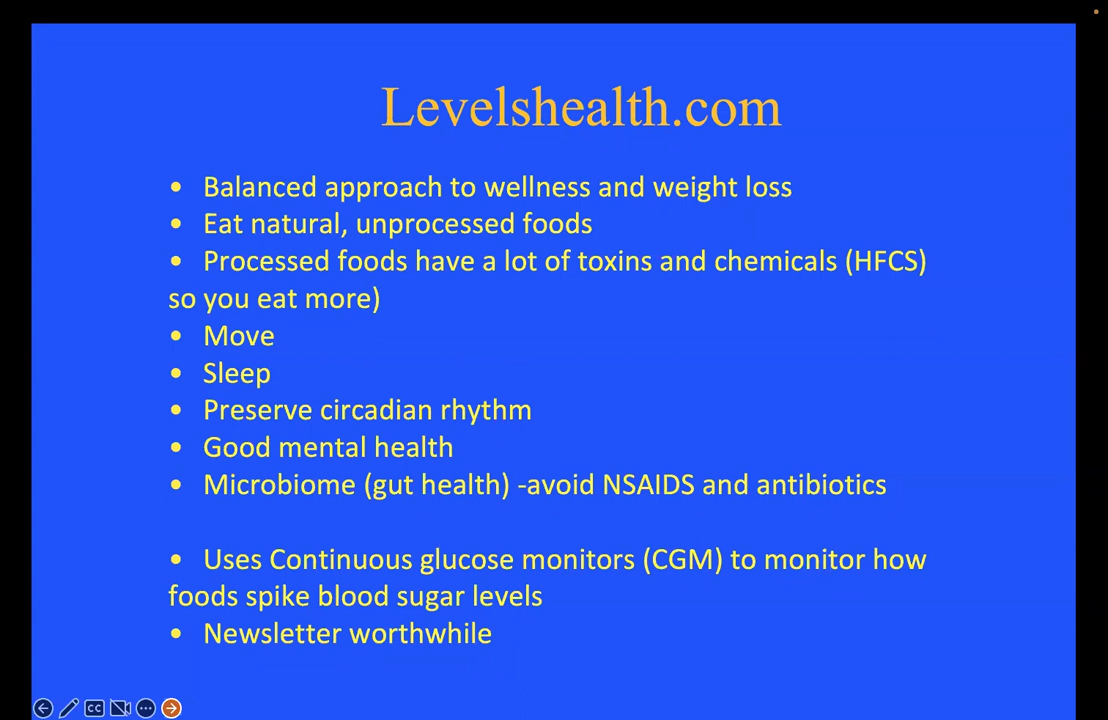 Levelshealth.com
• Balanced approach to wellness and weight loss
• Eat natural, unprocessed foods
• Processed foods have a lot of toxins and chemicals (HFCS)
so you eat more)
• Move
• Sleep
• Preserve circadian rhythm
• Good mental health
• Microbiome (gut health) -avoid NSAIDS and antibiotics
• Uses Continuous glucose monitors (CGM) to monitor how
foods spike blood sugar levels
• Newsletter worthwhile
CC